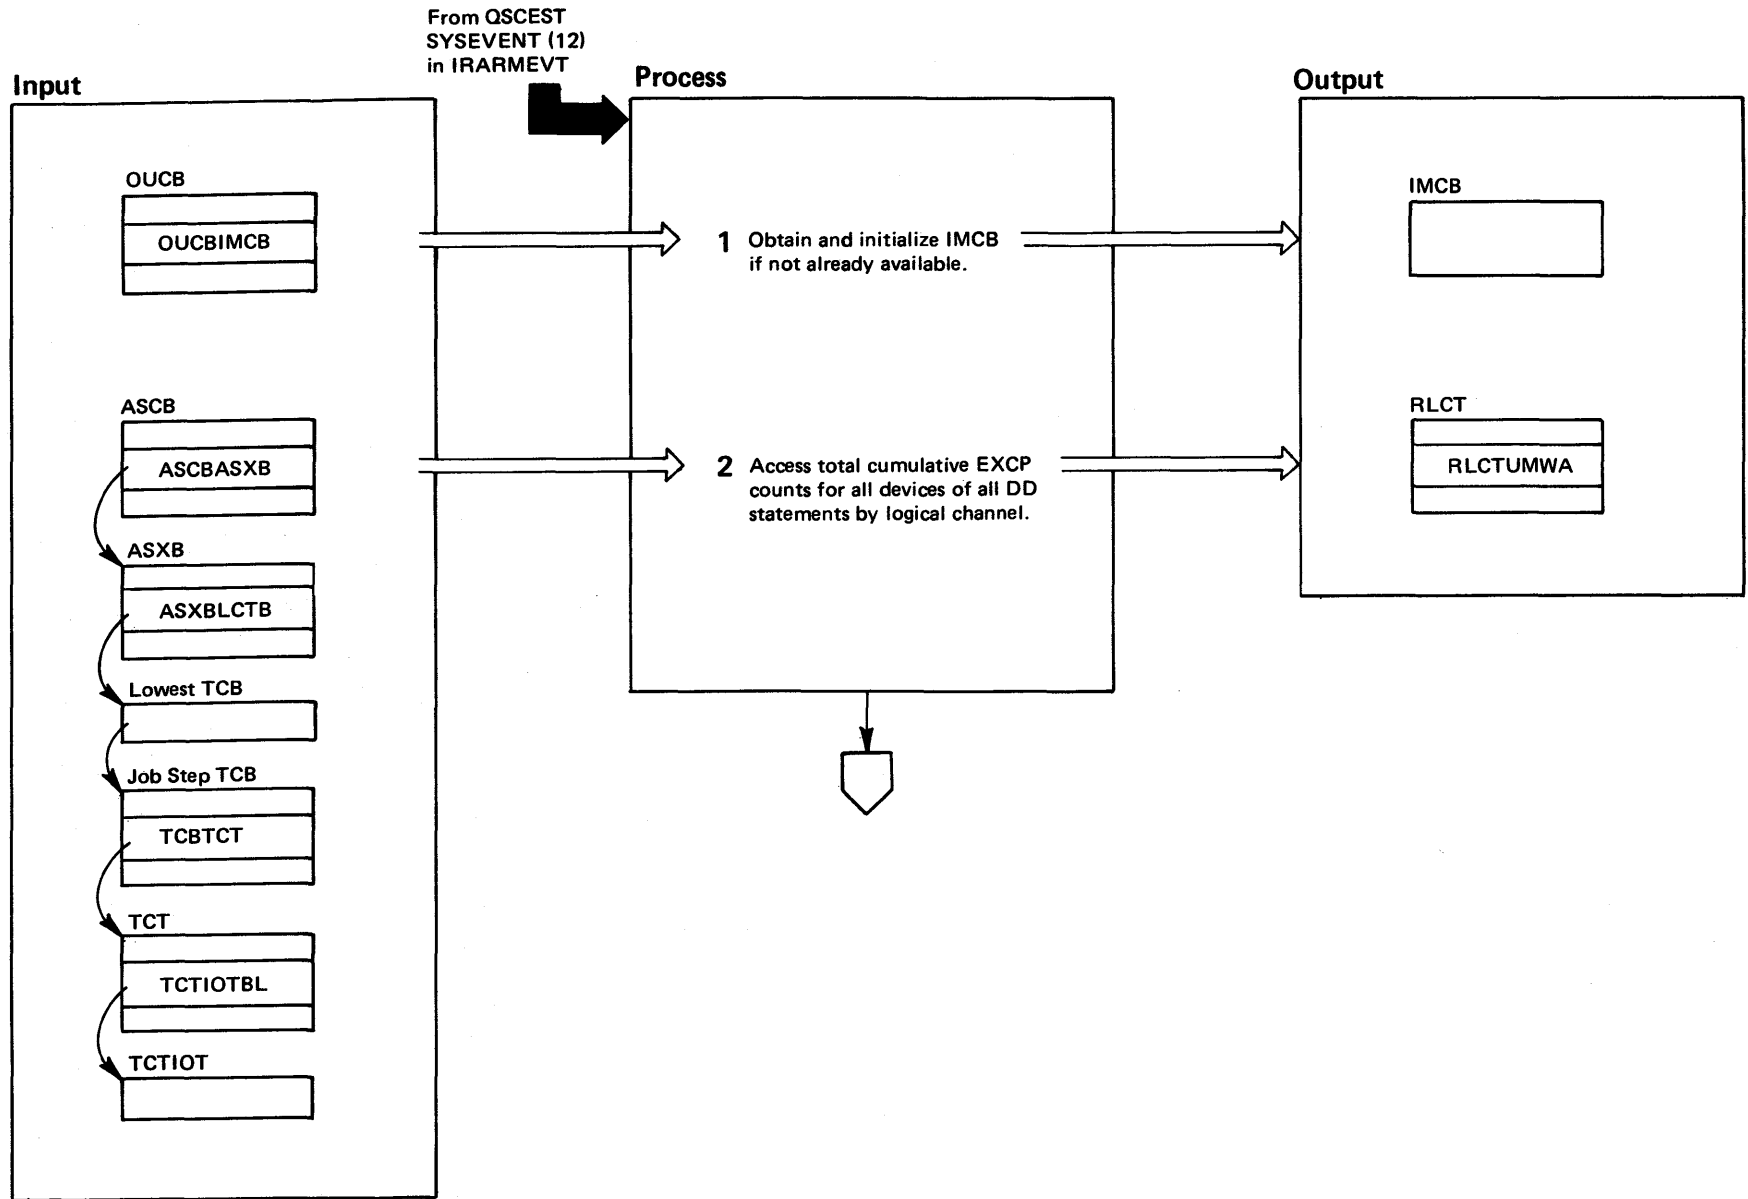 From QSCEST
SYSEVENT (12)
in IRARMEVT
Input
Process
Output
OUCB
OUCBIMCB
1 Obtain and initialize IMCB
if not already available.
IMCB
ASCB
ASCBASXB
2 Access total cumulative EXCP
counts for all devices of all DD
statements by logical channel.
RLCT
RLCTUMWA
ASXB
ASXBLCTB
Lowest TCB
Job Step TCB
TCBTCT
TCT
TCTIOTBL
TCTIOT